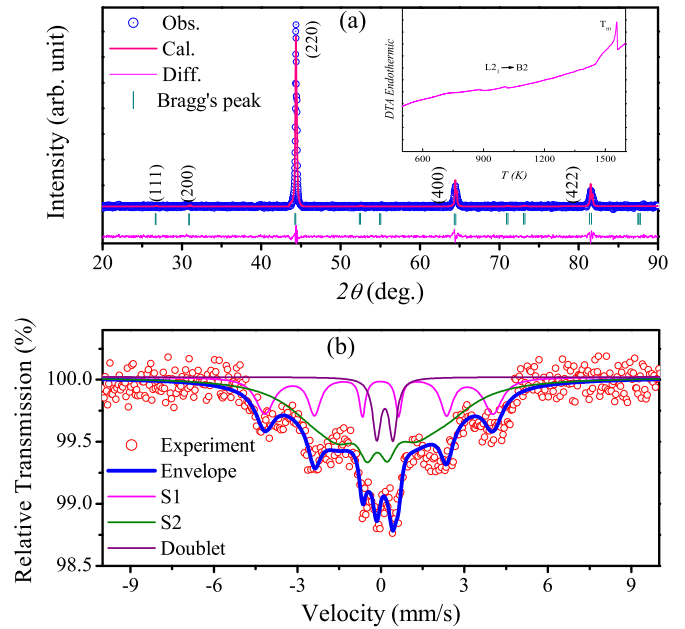 (a)
Obs.
Cal.
Diff.
Bragg's peak
(111)
(200)
(220)
(400)
(422)
Intensity (arb. unit)
20 30 40 50 60 70 80 90
2θ (deg.)
DTA Endothermic
L2₁ → B2
Tₘ
600 900 1200 1500
T (K)
(b)
Relative Transmission (%)
100.0
99.5
99.0
98.5
Experiment
Envelope
S1
S2
Doublet
-9 -6 -3 0 3 6 9
Velocity (mm/s)